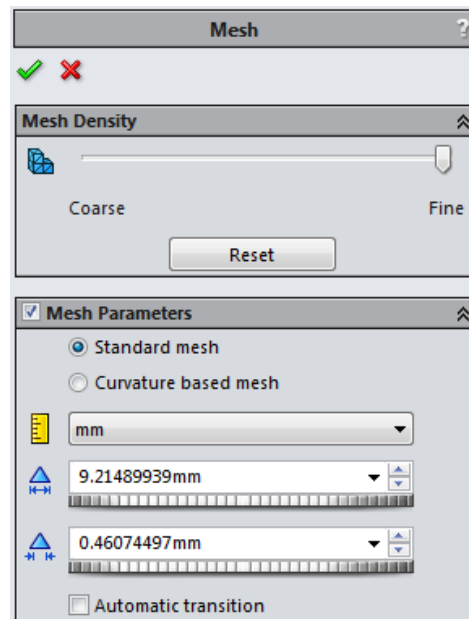 Mesh
?
Mesh Density
Coarse Fine
Reset
Mesh Parameters
Standard mesh
Curvature based mesh
mm
9.21489939mm
0.46074497mm
Automatic transition